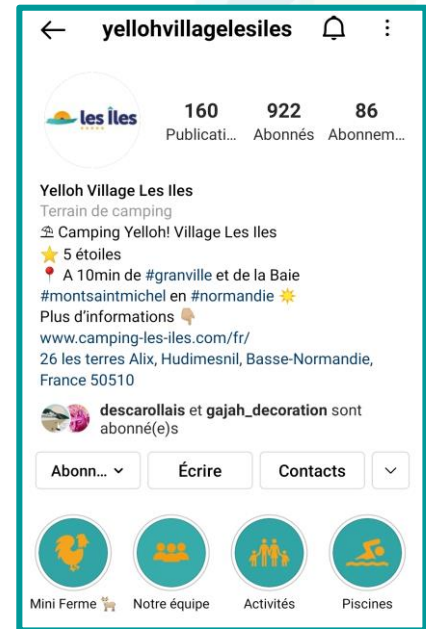 yellohvillagelesiles
les Îles
160 922 86
Publicati... Abonnés Abonnem...
Yelloh Village Les Iles
Terrain de camping
⛱ Camping Yelloh! Village Les Iles
⭐ 5 étoiles
📍 A 10min de #granville et de la Baie
#montsaintmichel en #normandie ☀
Plus d’informations 👇🏼
www.camping-les-iles.com/fr/
26 les terres Alix, Hudimesnil, Basse-Normandie,
France 50510
descarollais et gajah_decoration sont
abonné(e)s
Abonn... Écrire Contacts
Mini Ferme 🐐 Notre équipe Activités Piscines